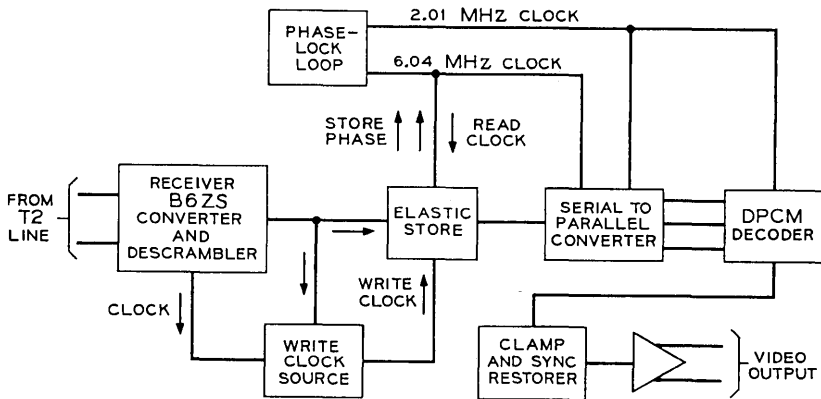 2.01 MHz CLOCK
PHASE-
LOCK
LOOP
6.04 MHz CLOCK
STORE
PHASE
READ
CLOCK
FROM
T2
LINE
RECEIVER
B6ZS
CONVERTER
AND
DESCRAMBLER
ELASTIC
STORE
SERIAL TO
PARALLEL
CONVERTER
DPCM
DECODER
CLOCK
WRITE
CLOCK
WRITE
CLOCK
SOURCE
CLAMP
AND SYNC
RESTORER
VIDEO
OUTPUT